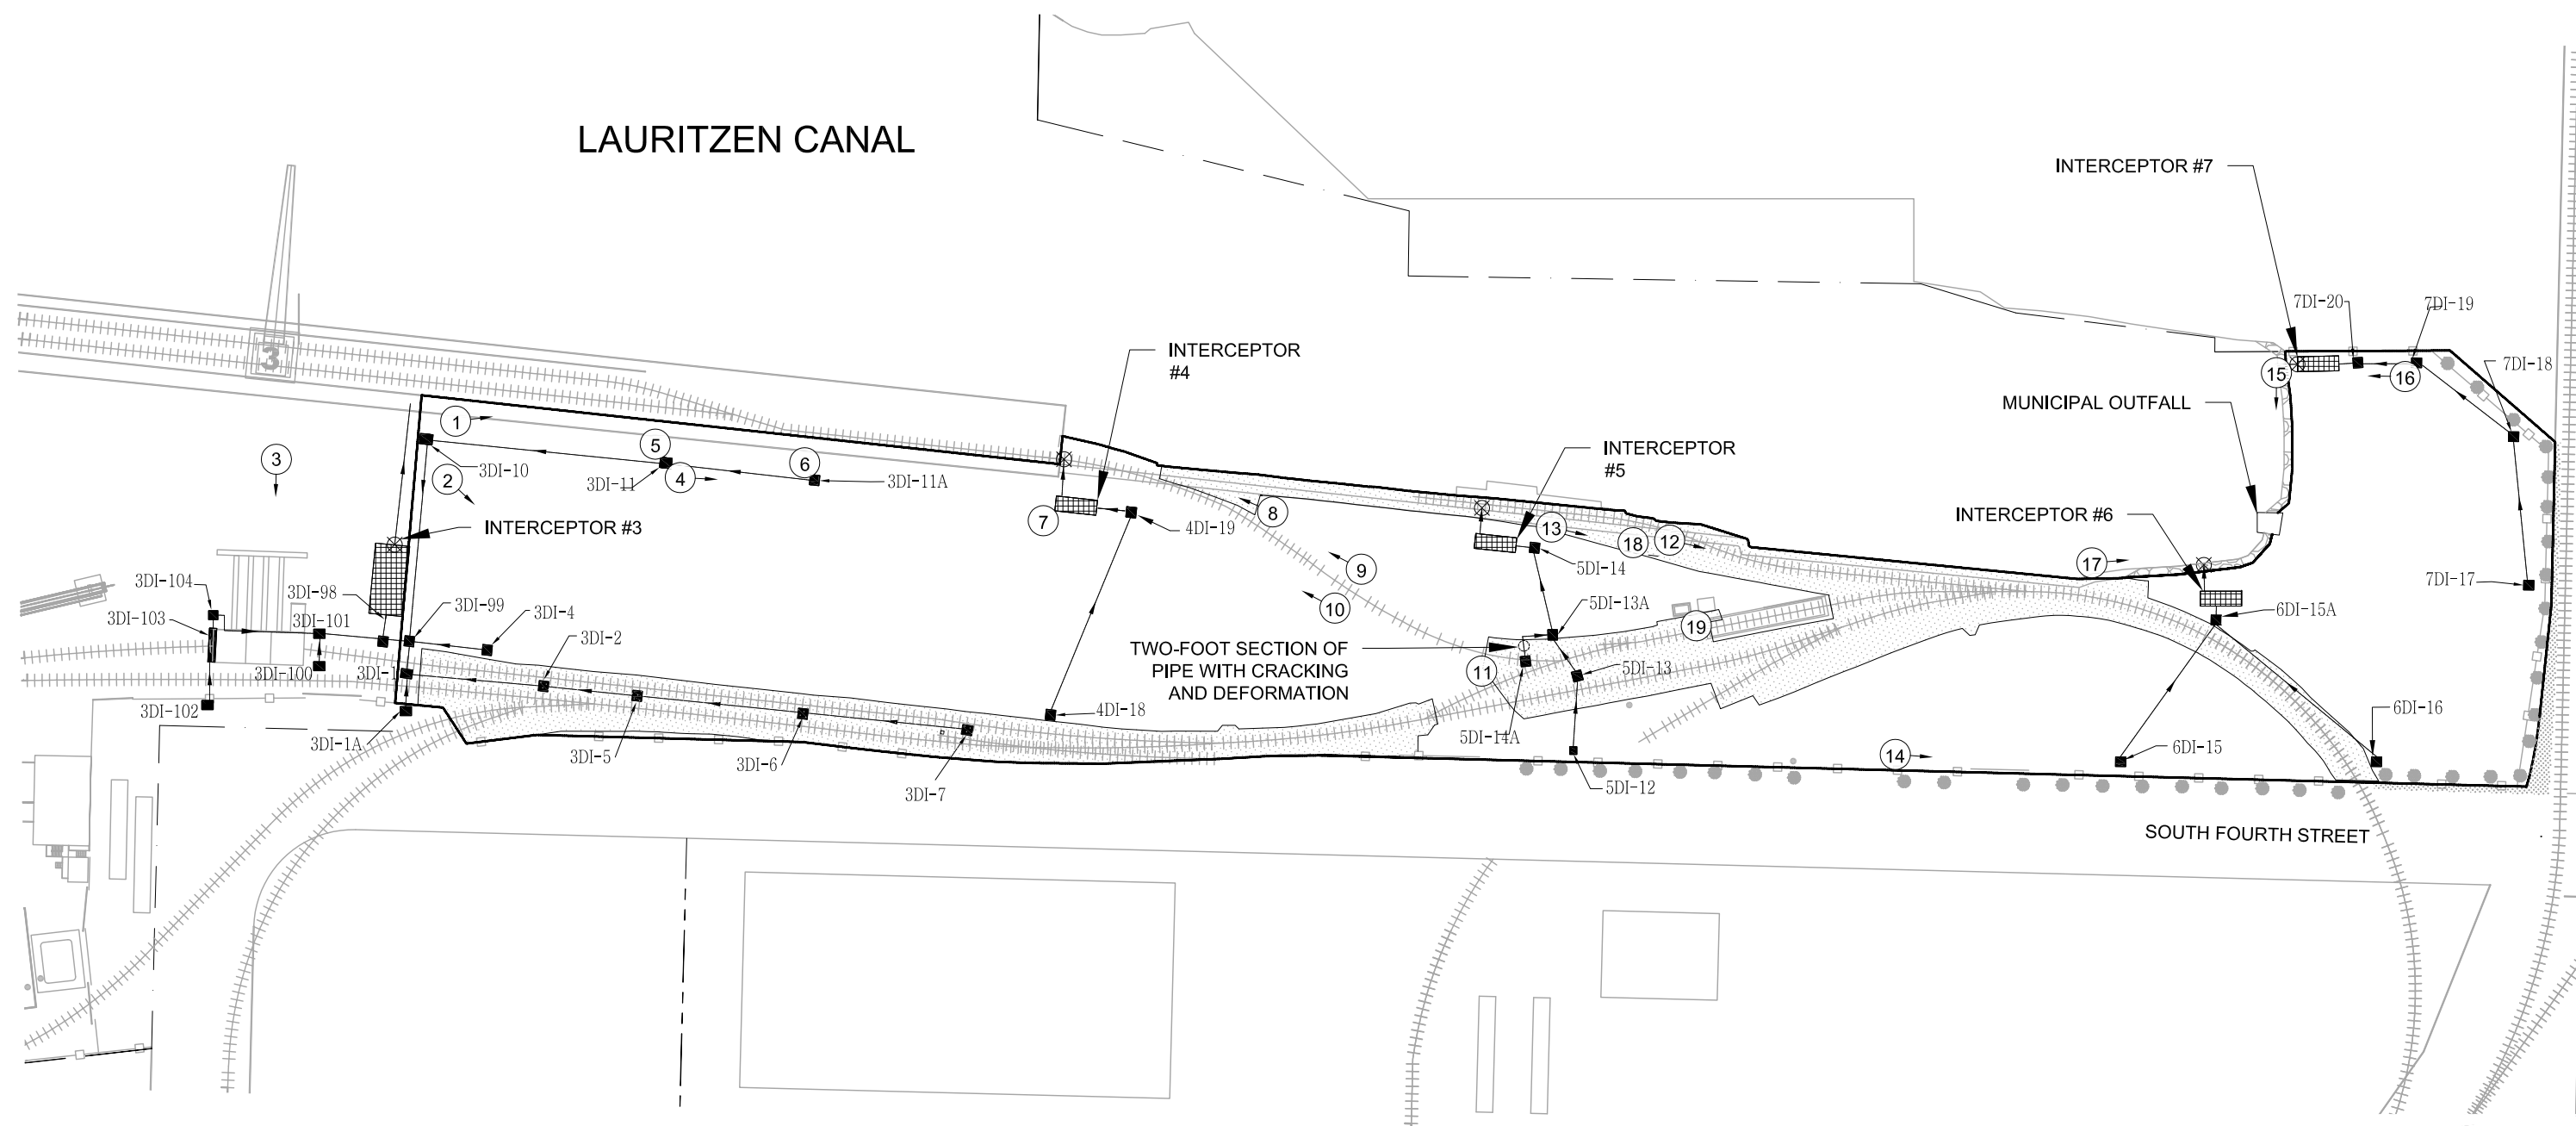 LAURITZEN CANAL
INTERCEPTOR #7
7DI-20
7DI-19
7DI-18
3
INTERCEPTOR
#4
15
16
MUNICIPAL OUTFALL
1
3
5
6
2
4
3DI-10
3DI-11
3DI-11A
INTERCEPTOR
#5
INTERCEPTOR #6
INTERCEPTOR #3
7
8
4DI-19
13
18
12
17
5DI-14
9
10
7DI-17
3DI-104
3DI-98
3DI-103
3DI-101
3DI-99
3DI-4
5DI-13A
6DI-15A
19
TWO-FOOT SECTION OF
PIPE WITH CRACKING
AND DEFORMATION
11
3DI-100
3DI-1
3DI-2
5DI-13
3DI-102
4DI-18
6DI-16
3DI-1A
3DI-5
3DI-6
5DI-14A
14
6DI-15
3DI-7
5DI-12
SOUTH FOURTH STREET